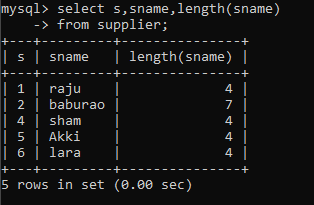 mysql> select s,sname,length(sname)
    -> from supplier;
+---+---------+---------------+
| s | sname   | length(sname) |
+---+---------+---------------+
| 1 | raju    |             4 |
| 2 | baburao |             7 |
| 4 | sham    |             4 |
| 5 | Akki    |             4 |
| 6 | lara    |             4 |
+---+---------+---------------+
5 rows in set (0.00 sec)